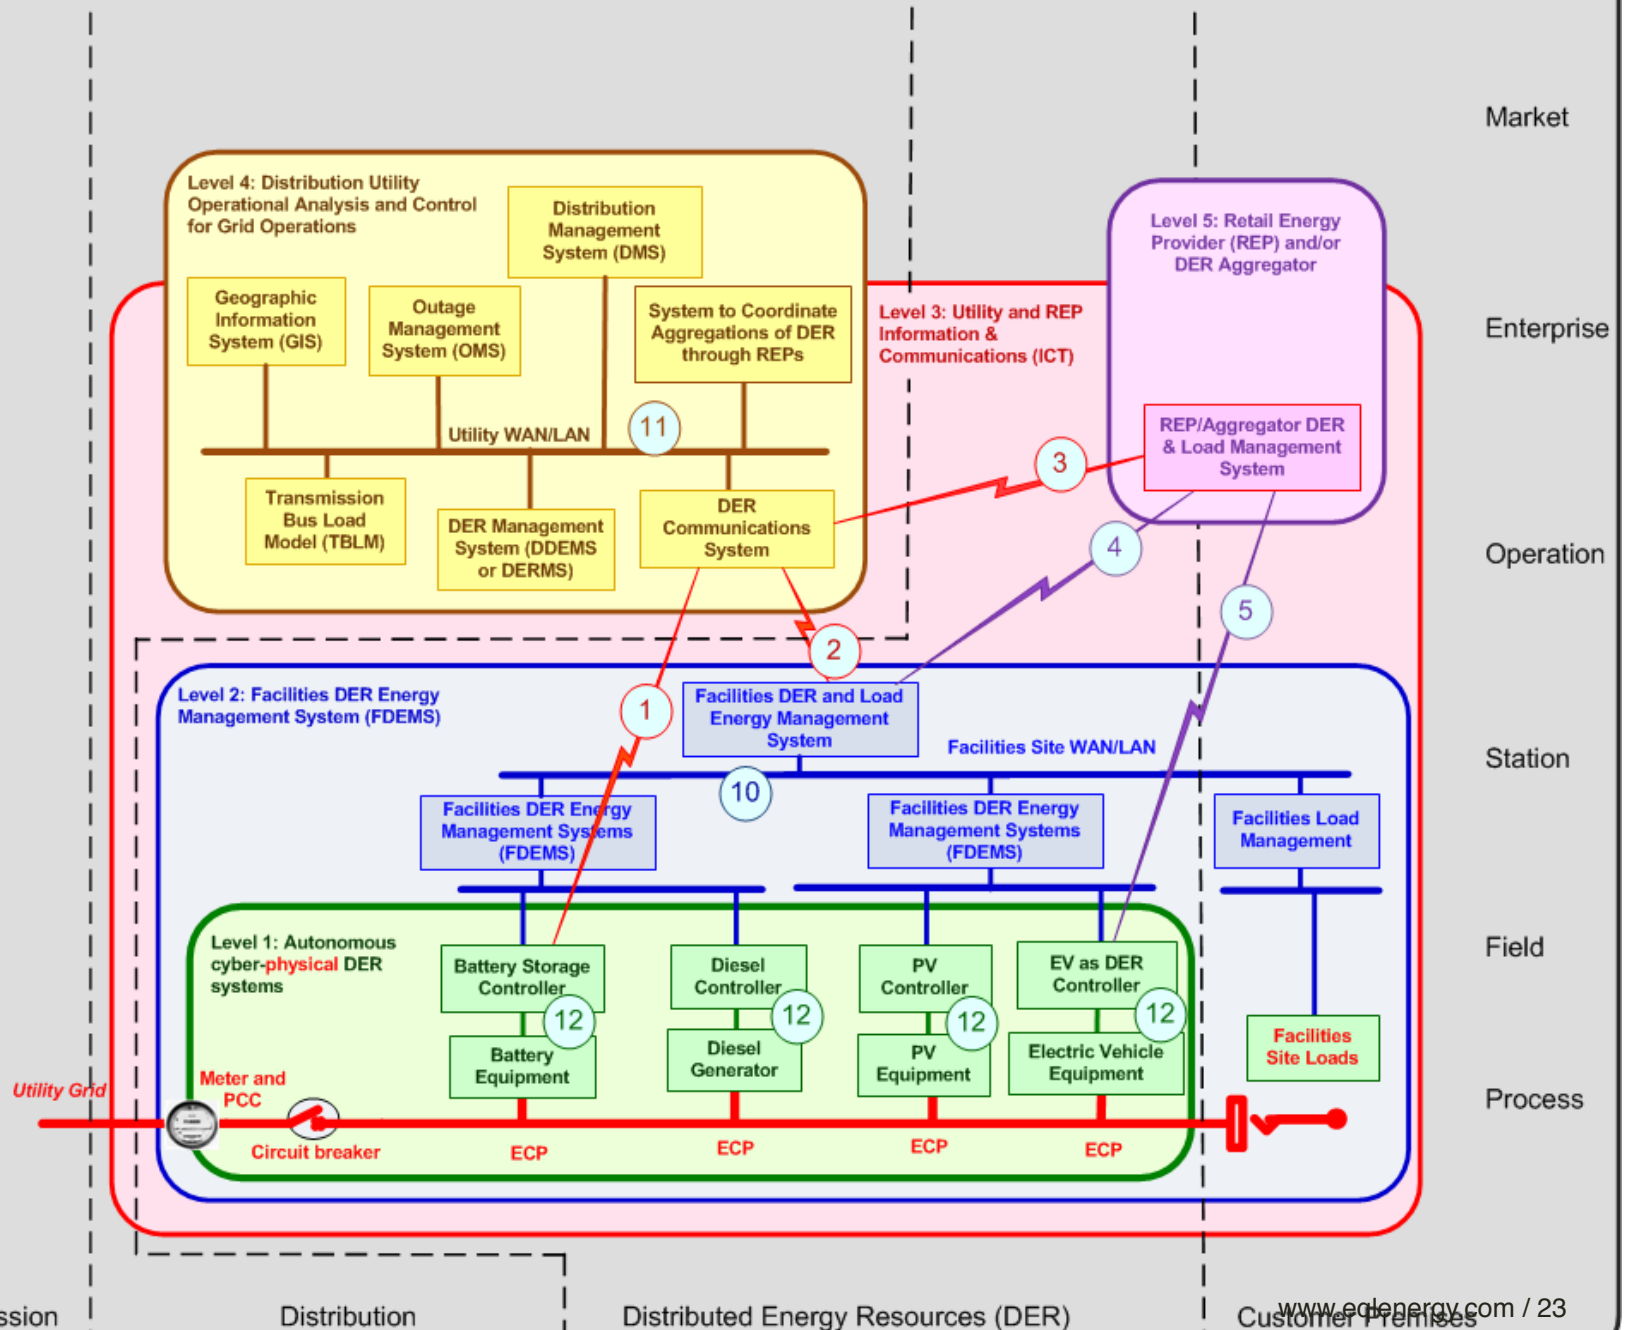 Market
Level 4: Distribution Utility
Operational Analysis and Control
for Grid Operations
Distribution
Management
System (DMS)
Level 5: Retail Energy
Provider (REP) and/or
DER Aggregator
Geographic
Information
System (GIS)
Outage
Management
System (OMS)
System to Coordinate
Aggregations of DER
through REPs
Level 3: Utility and REP
Information &
Communications (ICT)
Enterprise
Utility WAN/LAN
11
REP/Aggregator DER
& Load Management
System
3
Transmission
Bus Load
Model (TBLM)
DER Management
System (DDEMS
or DERMS)
DER
Communications
System
4
Operation
5
2
1
Level 2: Facilities DER Energy
Management System (FDEMS)
Facilities DER and Load
Energy Management
System
Facilities Site WAN/LAN
Station
10
Facilities DER Energy
Management Systems
(FDEMS)
Facilities DER Energy
Management Systems
(FDEMS)
Facilities Load
Management
Level 1: Autonomous
cyber-physical DER
systems
Battery Storage
Controller
Diesel
Controller
PV
Controller
EV as DER
Controller
Field
12
12
12
12
Battery
Equipment
Diesel
Generator
PV
Equipment
Electric Vehicle
Equipment
Facilities
Site Loads
Utility Grid
Meter and
PCC
Process
Circuit breaker
ECP
ECP
ECP
ECP
ssion
Distribution
Distributed Energy Resources (DER)
Customer Premises
www.eqlenergy.com / 23